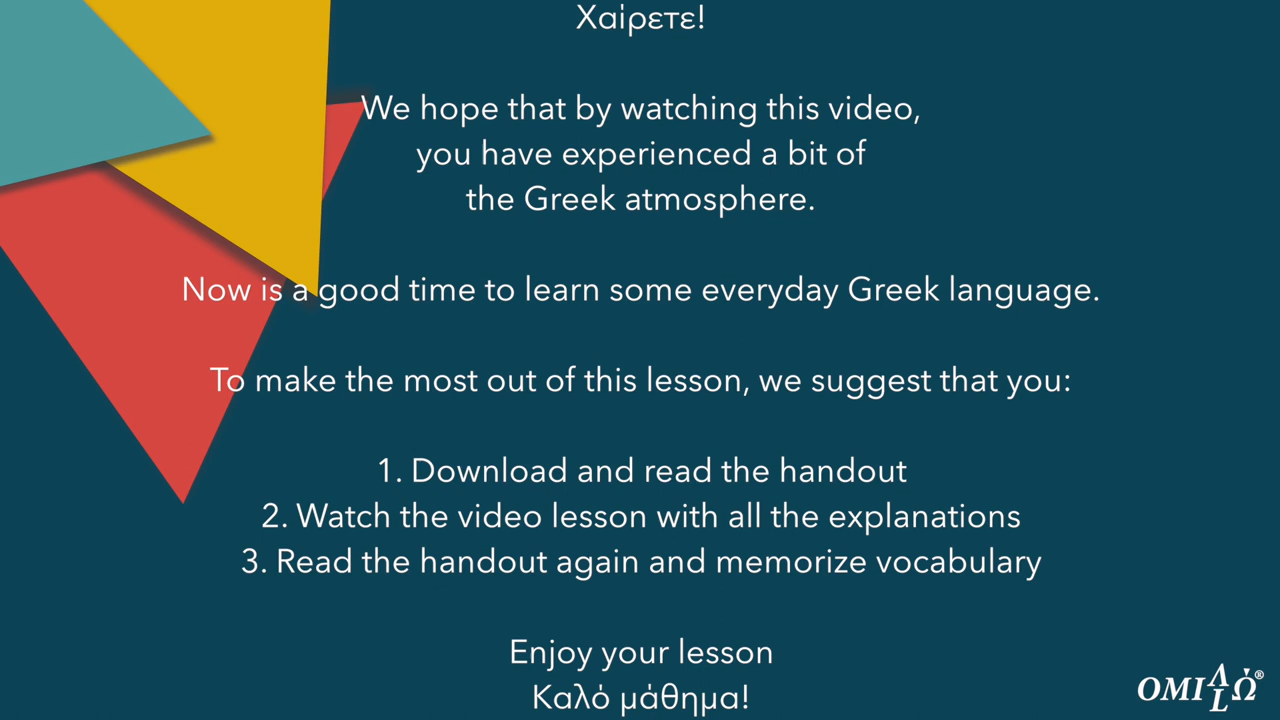 Χαίρετε!
We hope that by watching this video,
you have experienced a bit of
the Greek atmosphere.
Now is a good time to learn some everyday Greek language.
To make the most out of this lesson, we suggest that you:
1. Download and read the handout
2. Watch the video lesson with all the explanations
3. Read the handout again and memorize vocabulary
Enjoy your lesson
Καλό μάθημα!